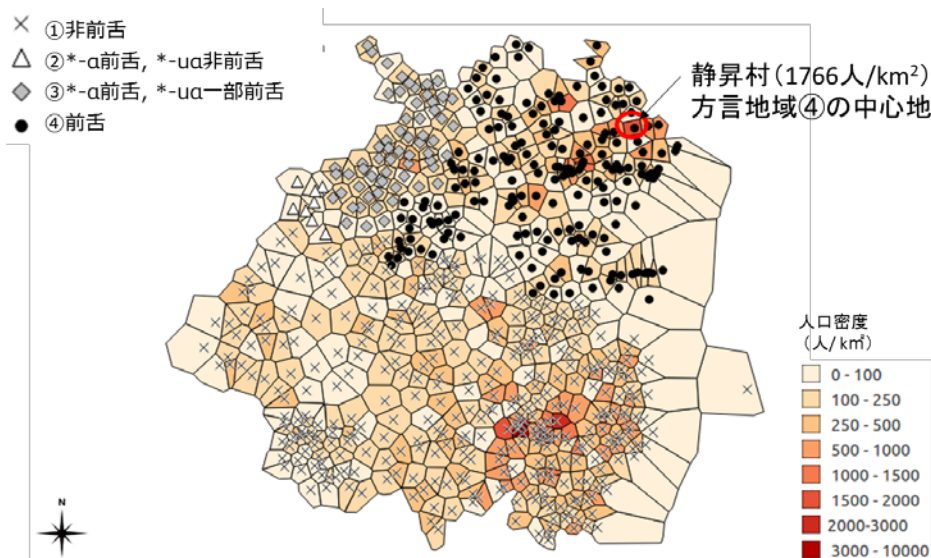 ①非前舌
②*-ɑ前舌, *-uɑ非前舌
③*-ɑ前舌, *-uɑ一部前舌
④前舌
静昇村(1766人/km²)
方言地域④の中心地
人口密度
(人/㎢)
0 - 100
100 - 250
250 - 500
500 - 1000
1000 - 1500
1500 - 2000
2000-3000
3000 - 10000
N